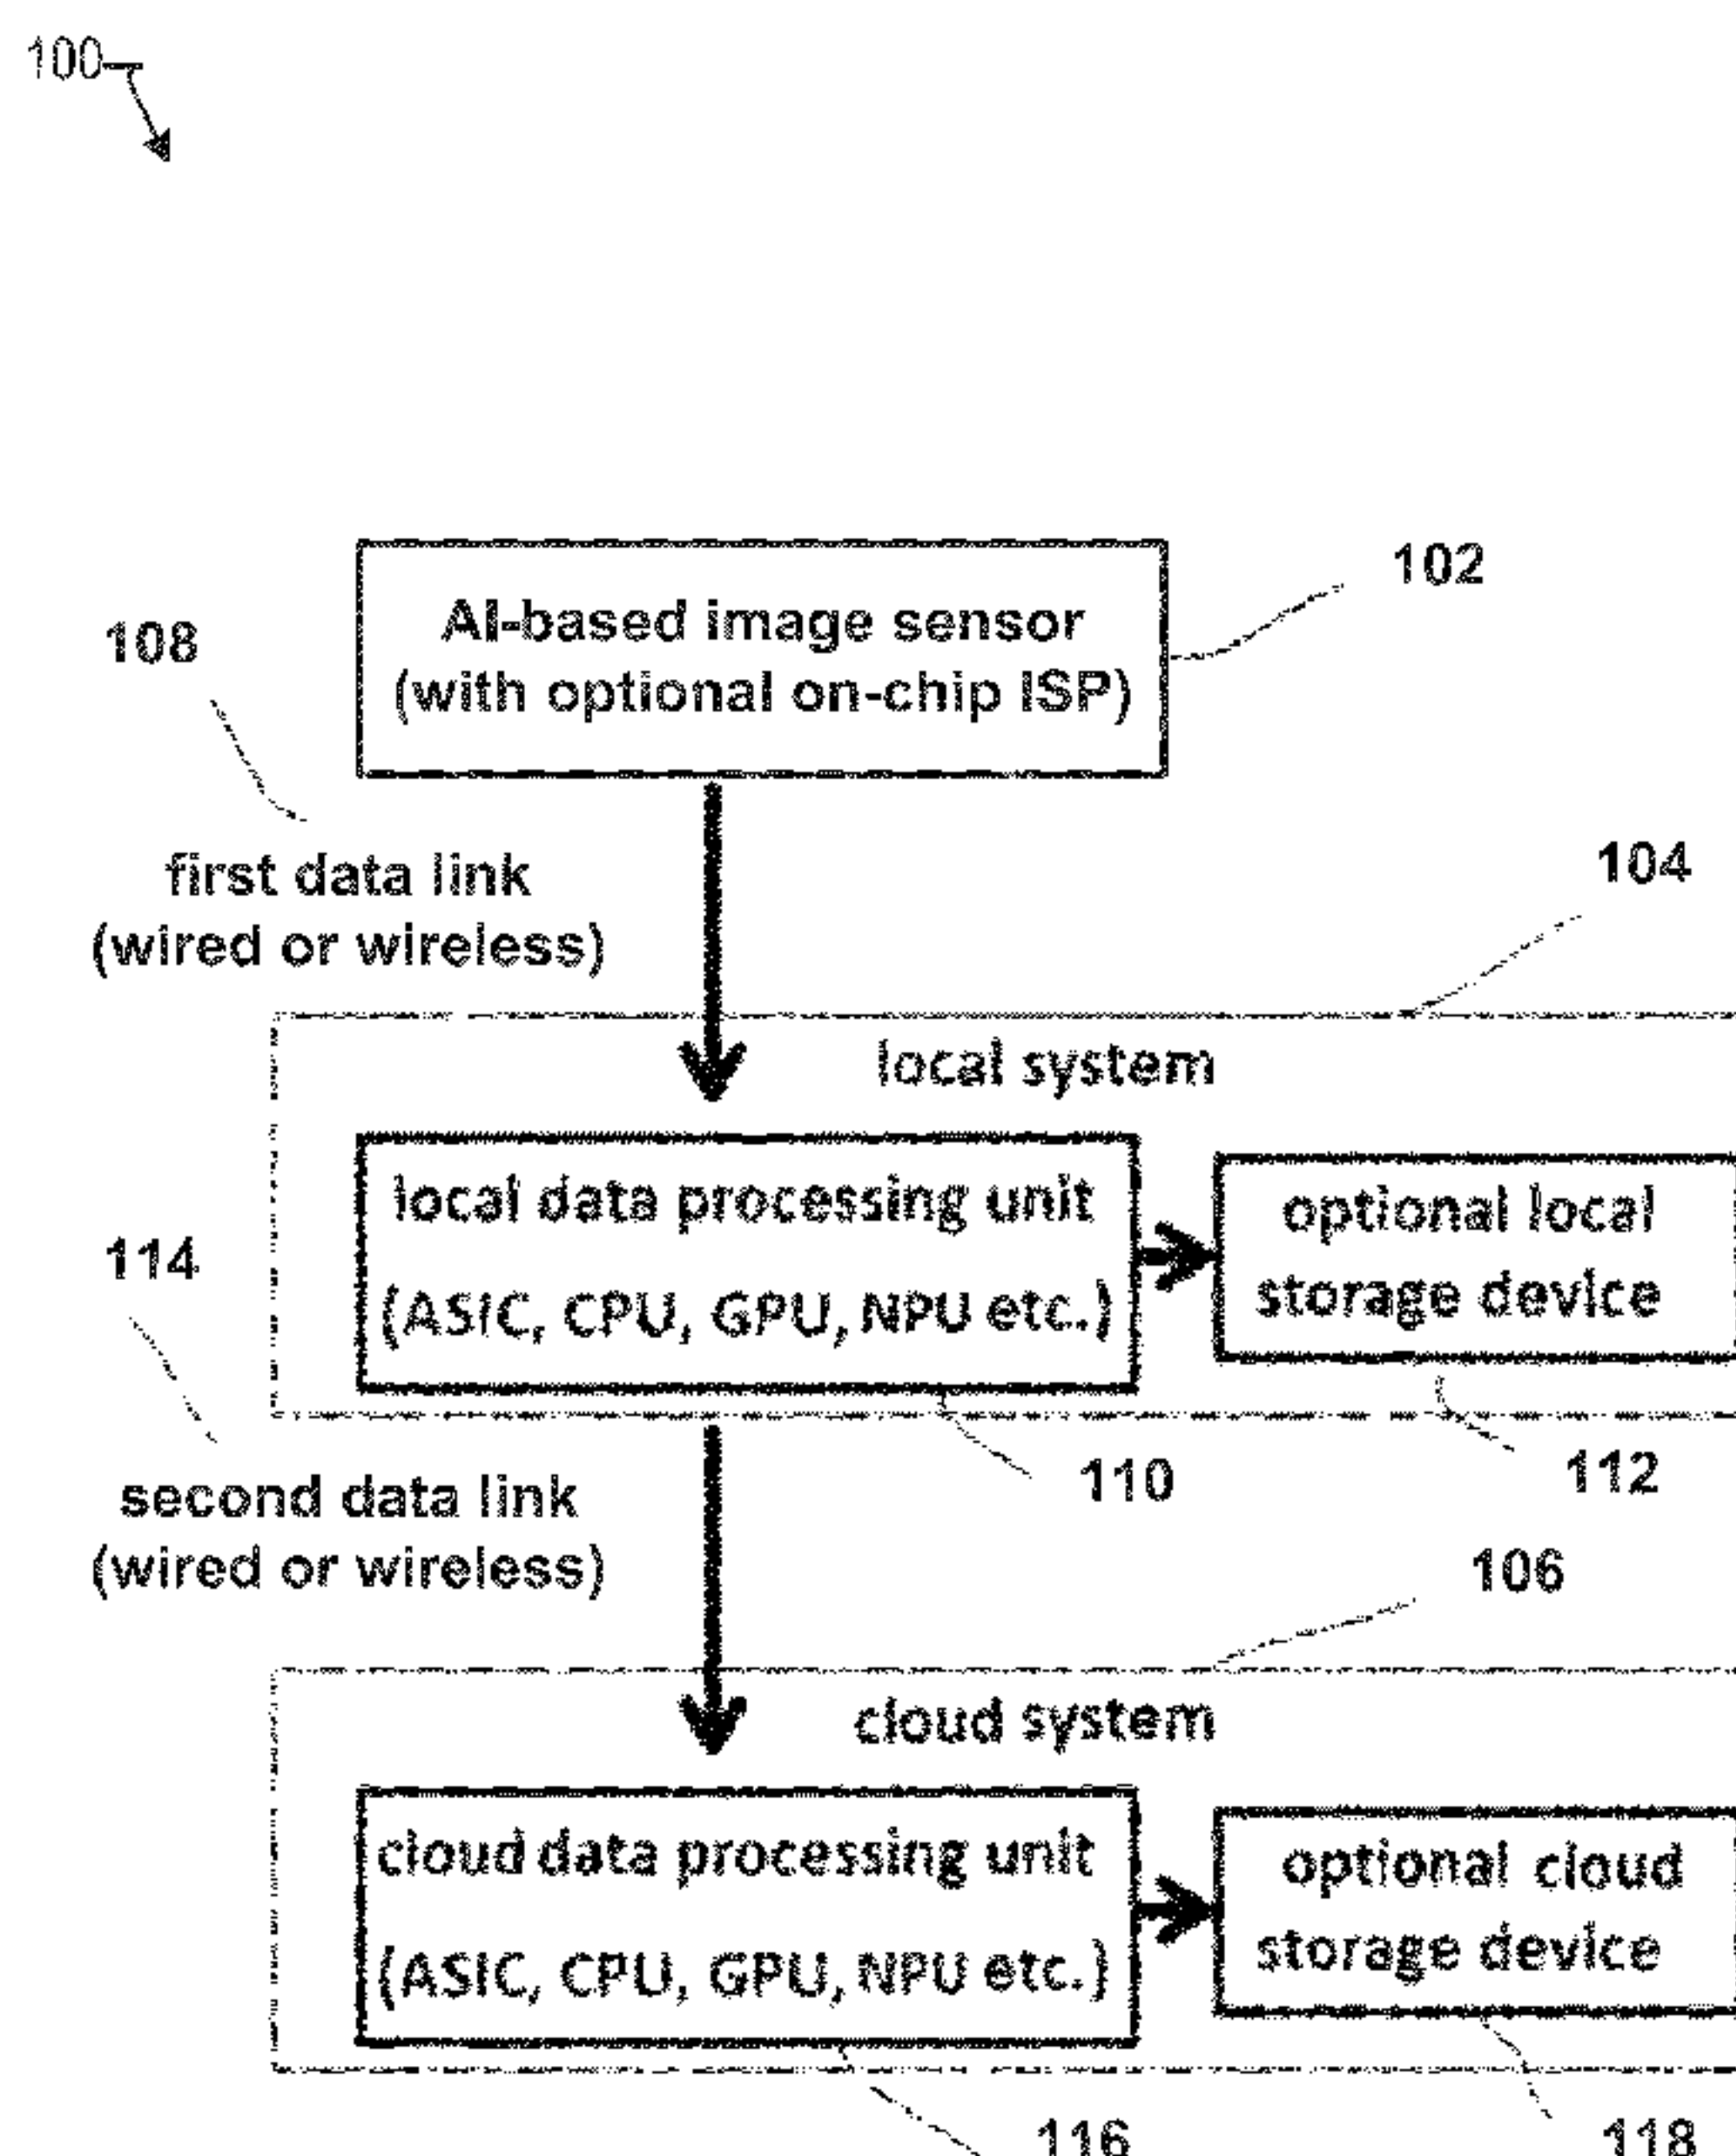 100
102
AI-based image sensor
(with optional on-chip ISP)
108
first data link
(wired or wireless)
104
local system
local data processing unit
(ASIC, CPU, GPU, NPU etc.)
optional local
storage device
114
110
112
second data link
(wired or wireless)
106
cloud system
cloud data processing unit
(ASIC, CPU, GPU, NPU etc.)
optional cloud
storage device
116
118